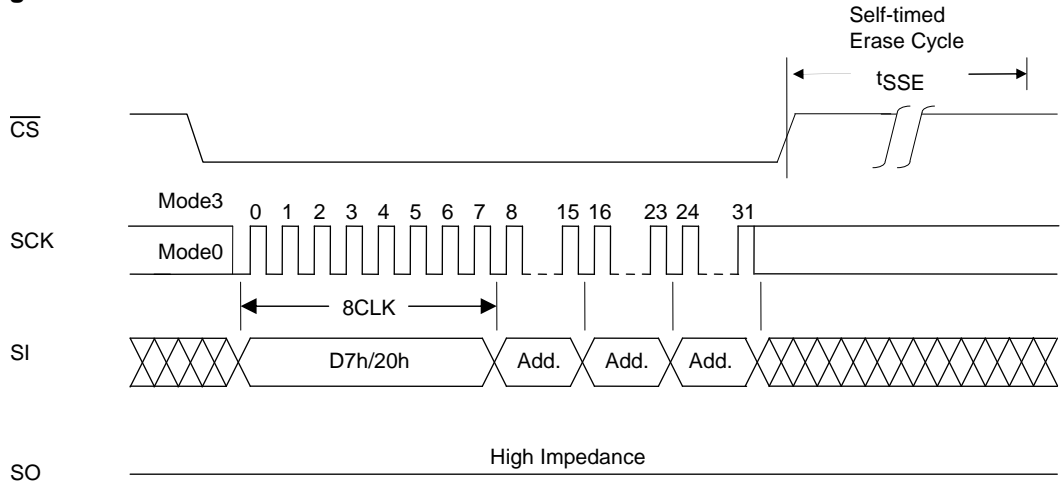 Self-timed
Erase Cycle
tSSE
CS
Mode3
0 1 2 3 4 5 6 7 8 15 16 23 24 31
SCK
Mode0
8CLK
SI
D7h/20h Add. Add. Add.
High Impedance
SO